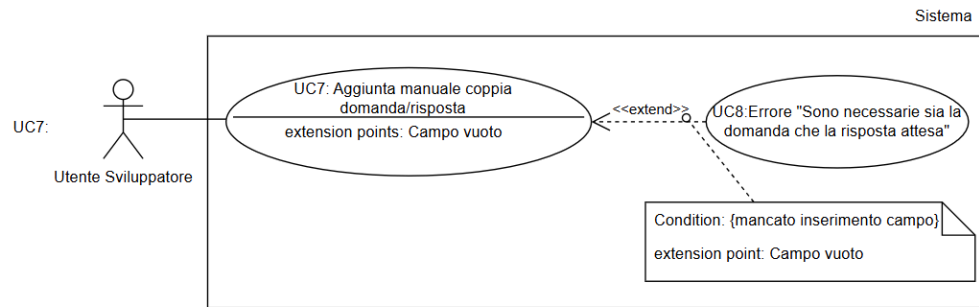 Sistema
UC7: Aggiunta manuale coppia
domanda/risposta
extension points: Campo vuoto
<<extend>>
UC8:Errore "Sono necessarie sia la
domanda che la risposta attesa"
UC7:
Utente Sviluppatore
Condition: {mancato inserimento campo}
extension point: Campo vuoto